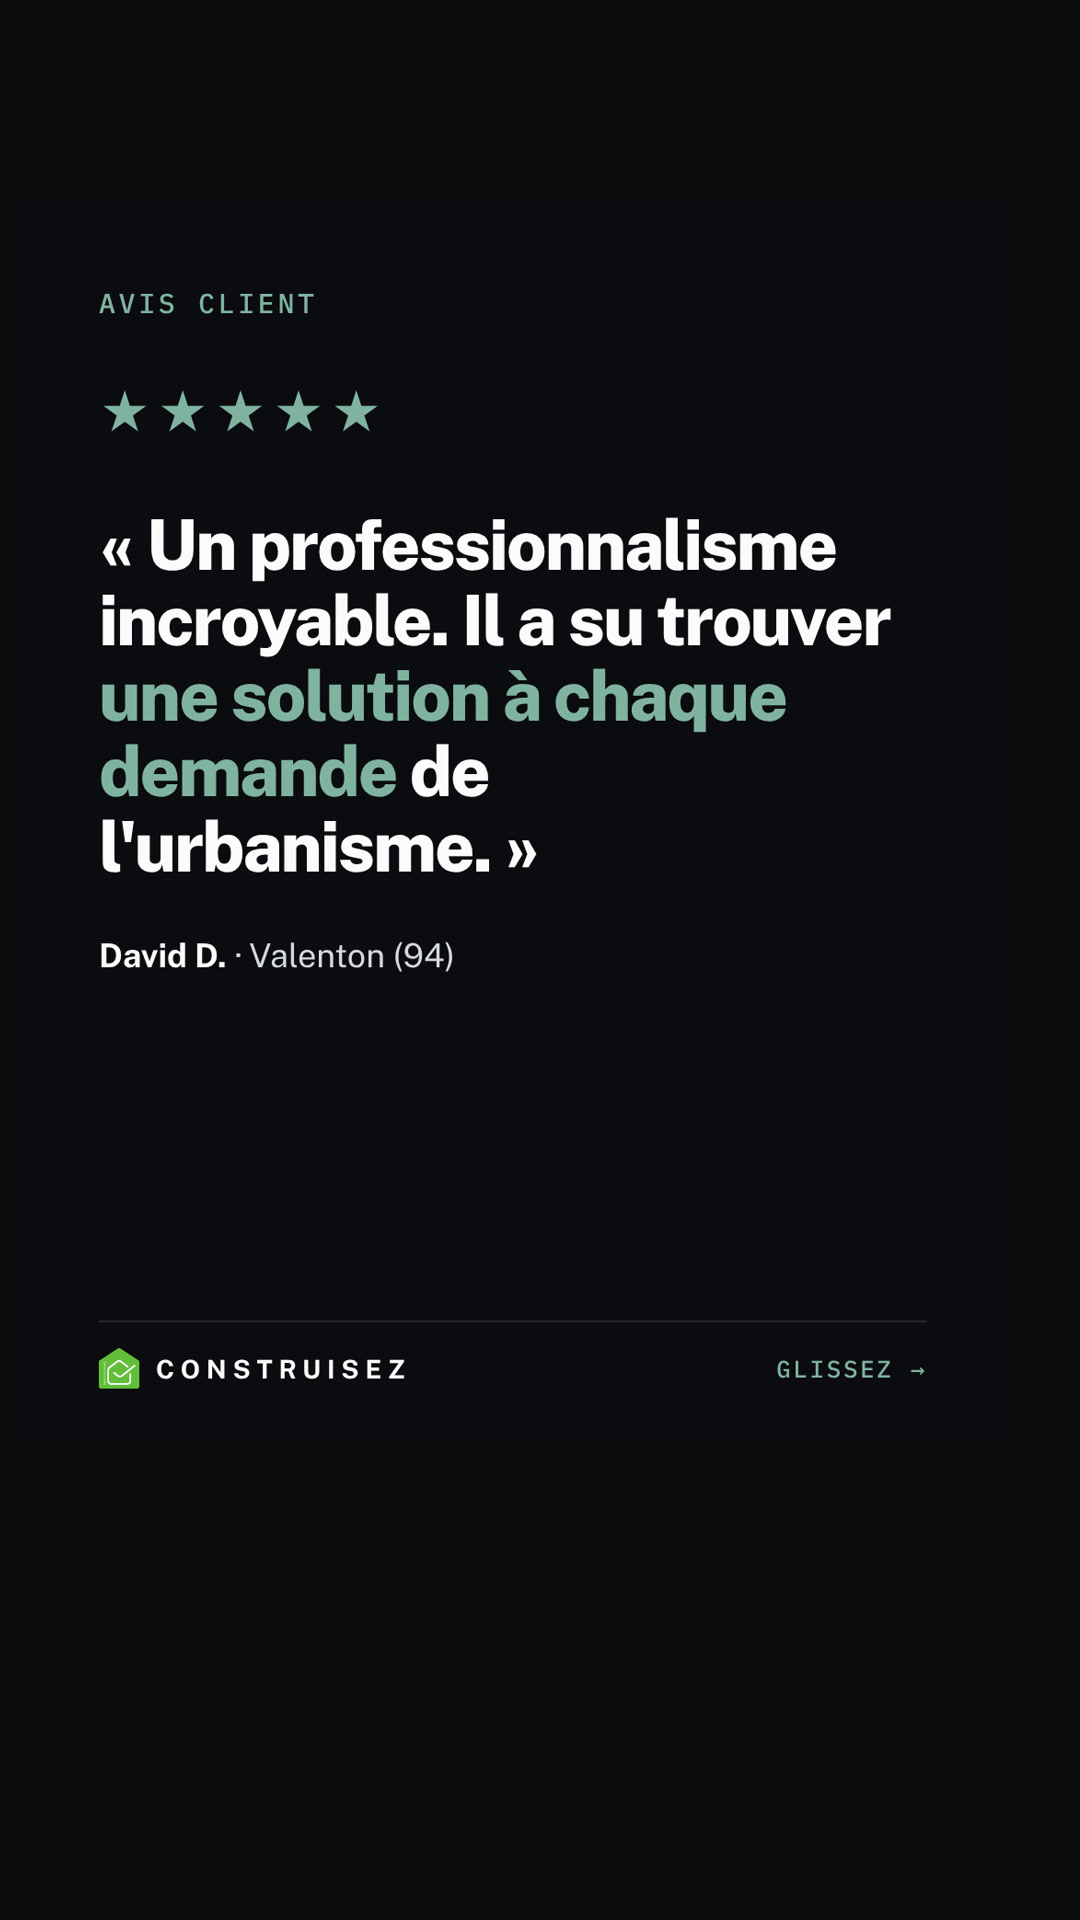 AVIS CLIENT
★★★★★
« Un professionnalisme
incroyable. Il a su trouver
une solution à chaque
demande de
l'urbanisme. »
David D. · Valenton (94)
CONSTRUISEZ
GLISSEZ →